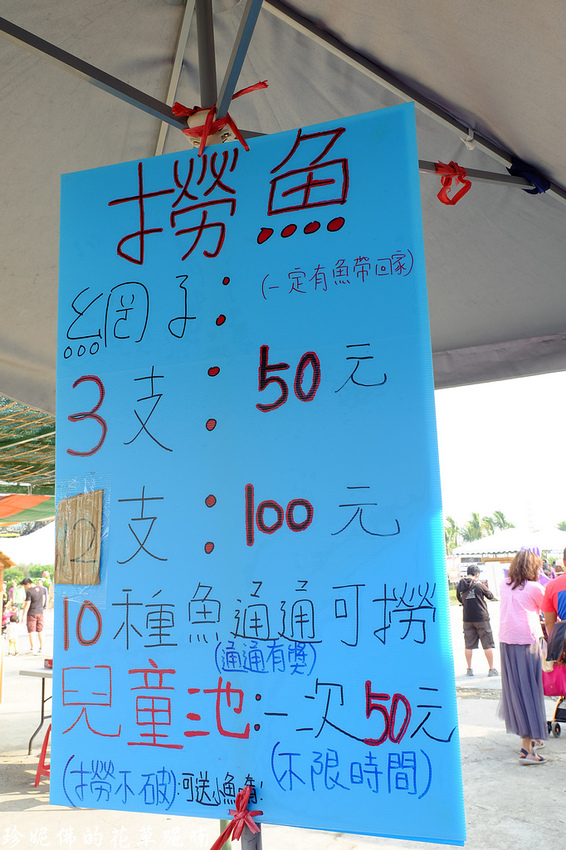 撈魚
網子：(一定有魚帶回家)
3支：50元
12支：100元
10種魚通通可撈
(通通有獎)
兒童池：一次50元
(撈不破)：可送小魚
(不限時間)
珍妮佛的花草